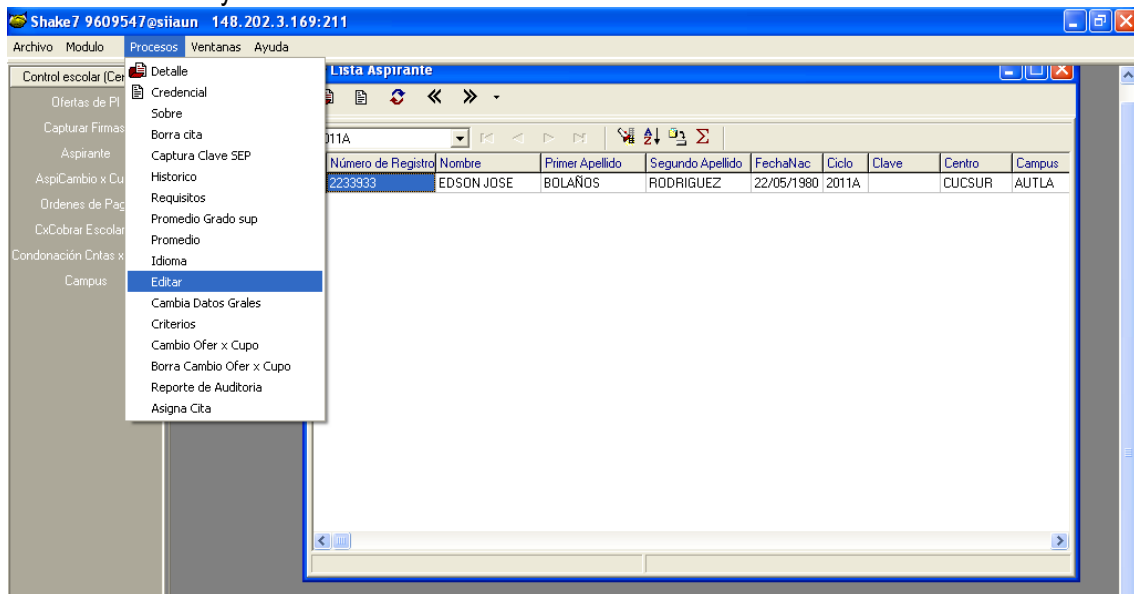 Shake7 9609547@siiaun 148.202.3.169:211
Archivo Modulo Procesos Ventanas Ayuda
Control escolar (Cer
Ofertas de Pl
Capturar Firmas
Aspirante
AspiCambio x Cu
Ordenes de Pag
CxCobrar Escolar
Condonación Cntas x
Campus
Detalle
Credencial
Sobre
Borra cita
Captura Clave SEP
Historico
Requisitos
Promedio Grado sup
Promedio
Idioma
Editar
Cambia Datos Grales
Criterios
Cambio Ofer x Cupo
Borra Cambio Ofer x Cupo
Reporte de Auditoria
Asigna Cita
Lista Aspirante
011A
Número de Registro Nombre Primer Apellido Segundo Apellido FechaNac Ciclo Clave Centro Campus
2233933 EDSON JOSE BOLAÑOS RODRIGUEZ 22/05/1980 2011A CUCSUR AUTLA